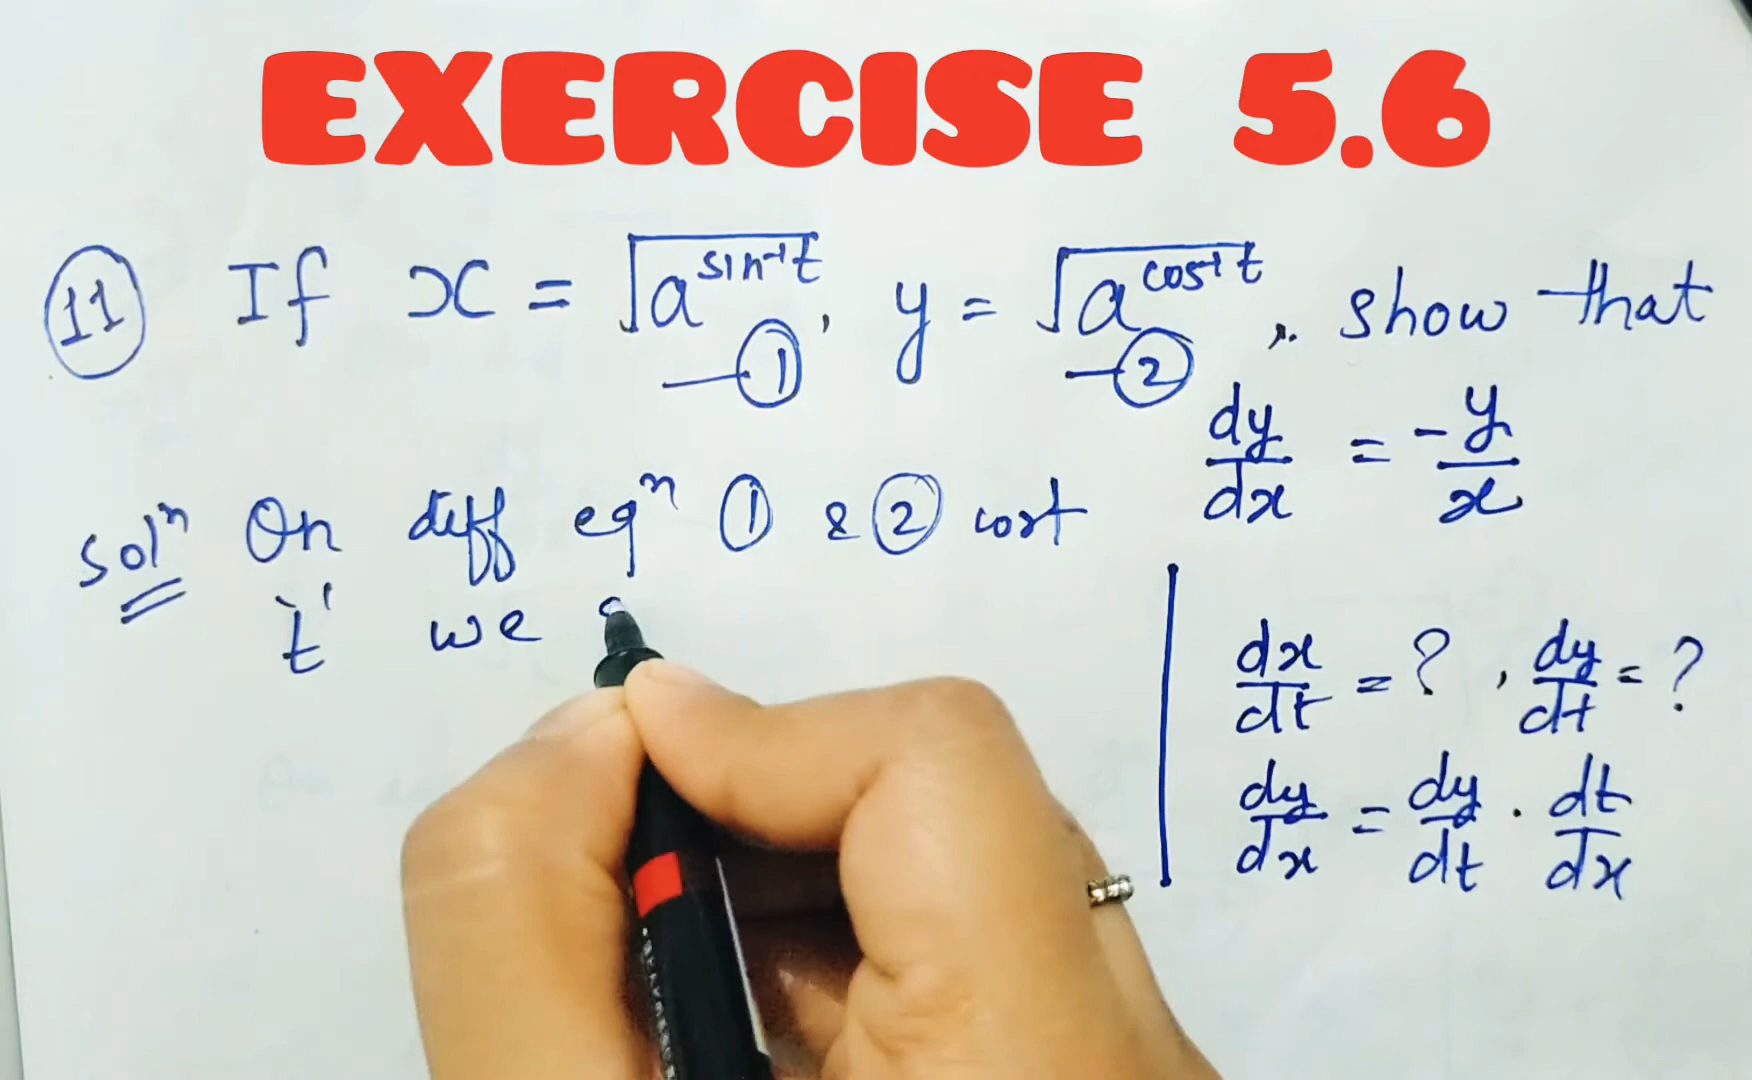 EXERCISE 5.6
11 If x = √a^sin⁻¹t, y = √a^cos⁻¹t, show that
—① —②
dy/dx = -y/x
Solⁿ On diff eqⁿ ① & ② wrt
't' we
dx/dt = ?, dy/dt = ?
dy/dx = dy/dt · dt/dx